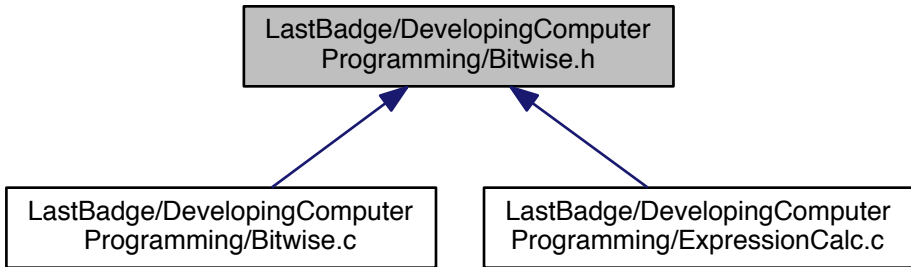 LastBadge/DevelopingComputer
Programming/Bitwise.h
LastBadge/DevelopingComputer
Programming/Bitwise.c
LastBadge/DevelopingComputer
Programming/ExpressionCalc.c